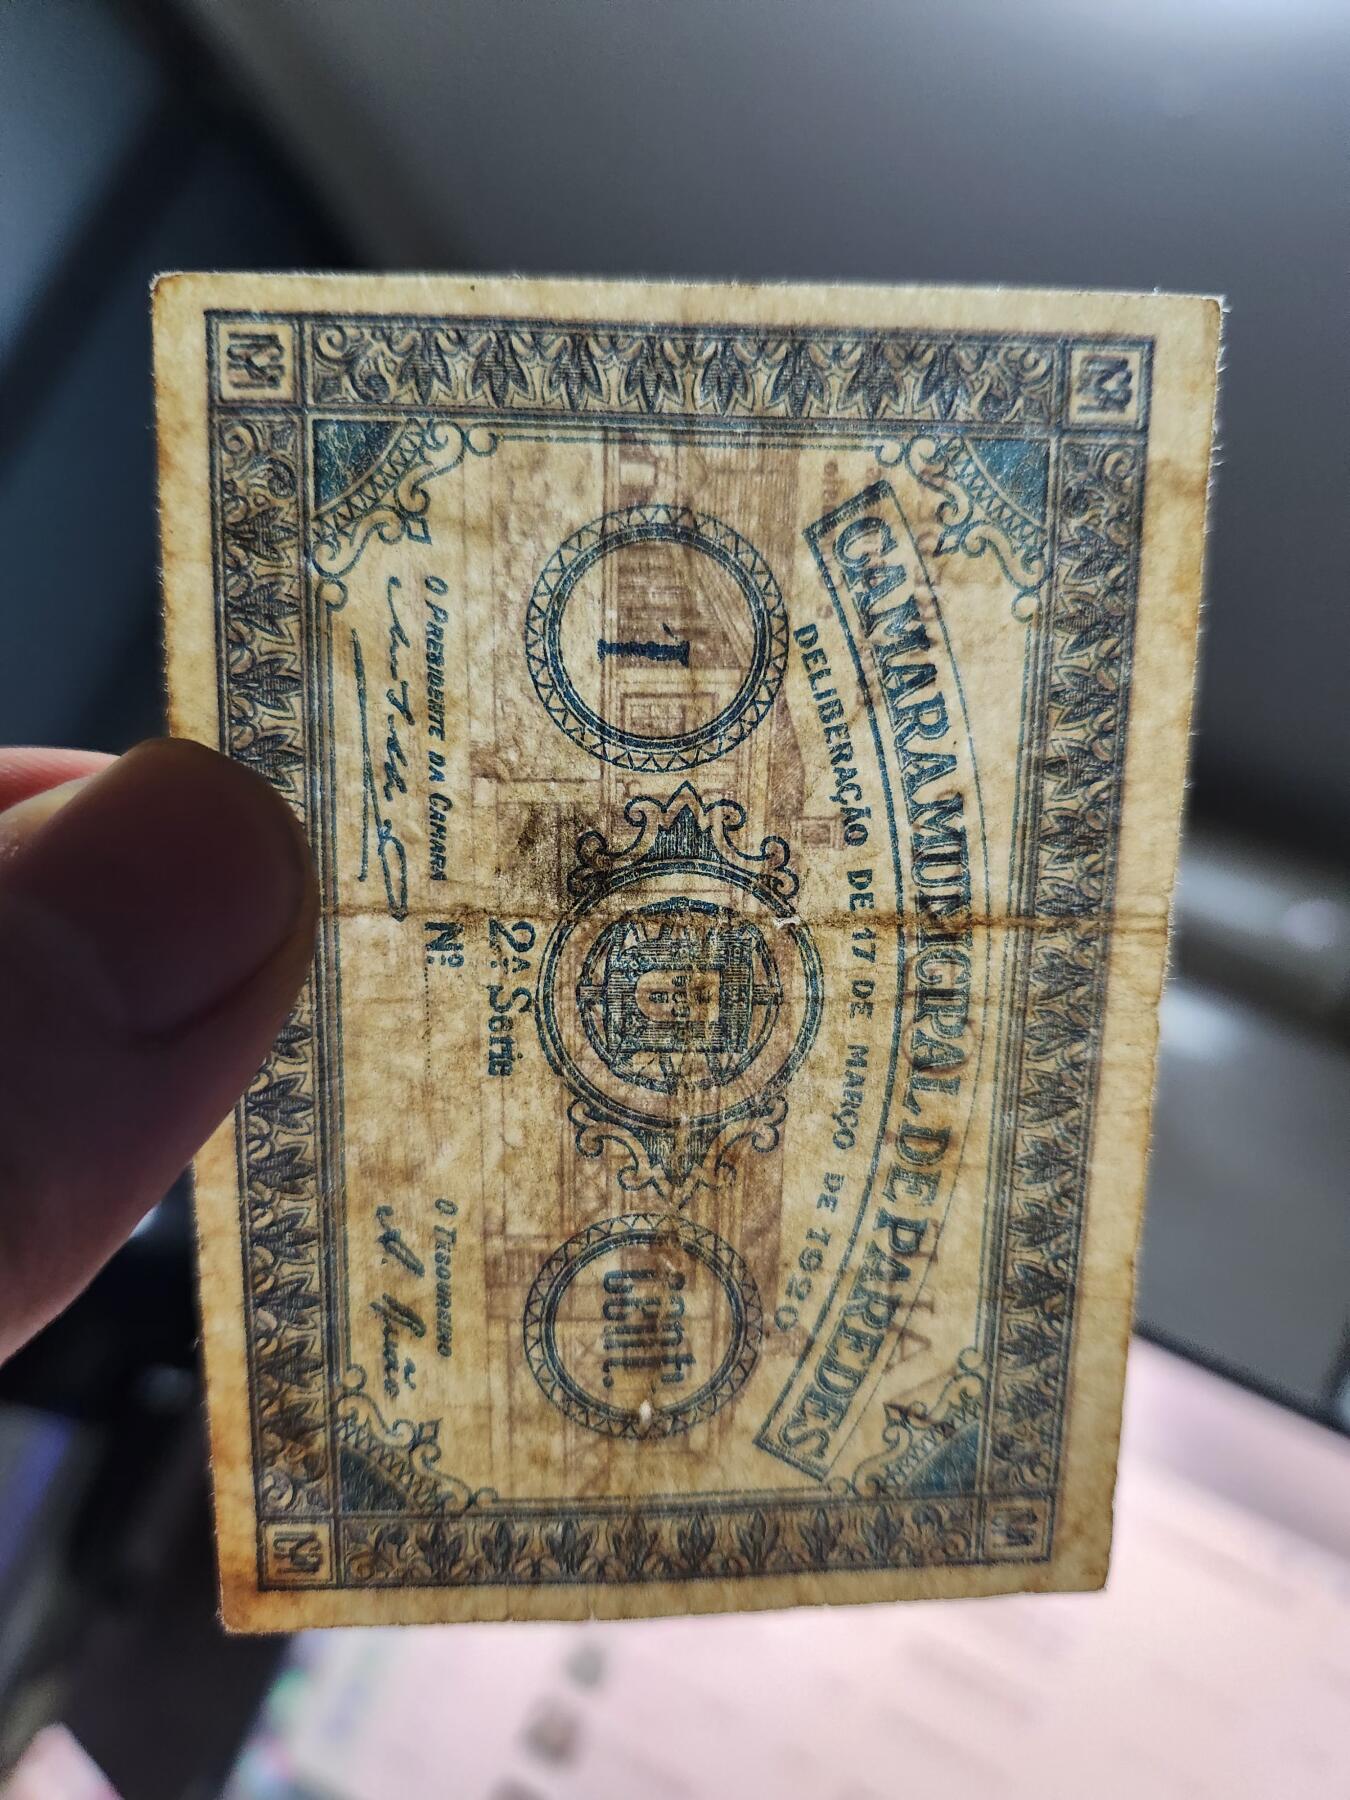 CAMARA MUNICIPAL DE PAREDES
DELIBERAÇÃO DE 17 DE MARÇO DE 1920
1
Cent.
2ª Serie
O PRESIDENTE DA CAMARA
Nº
O TESOUREIRO